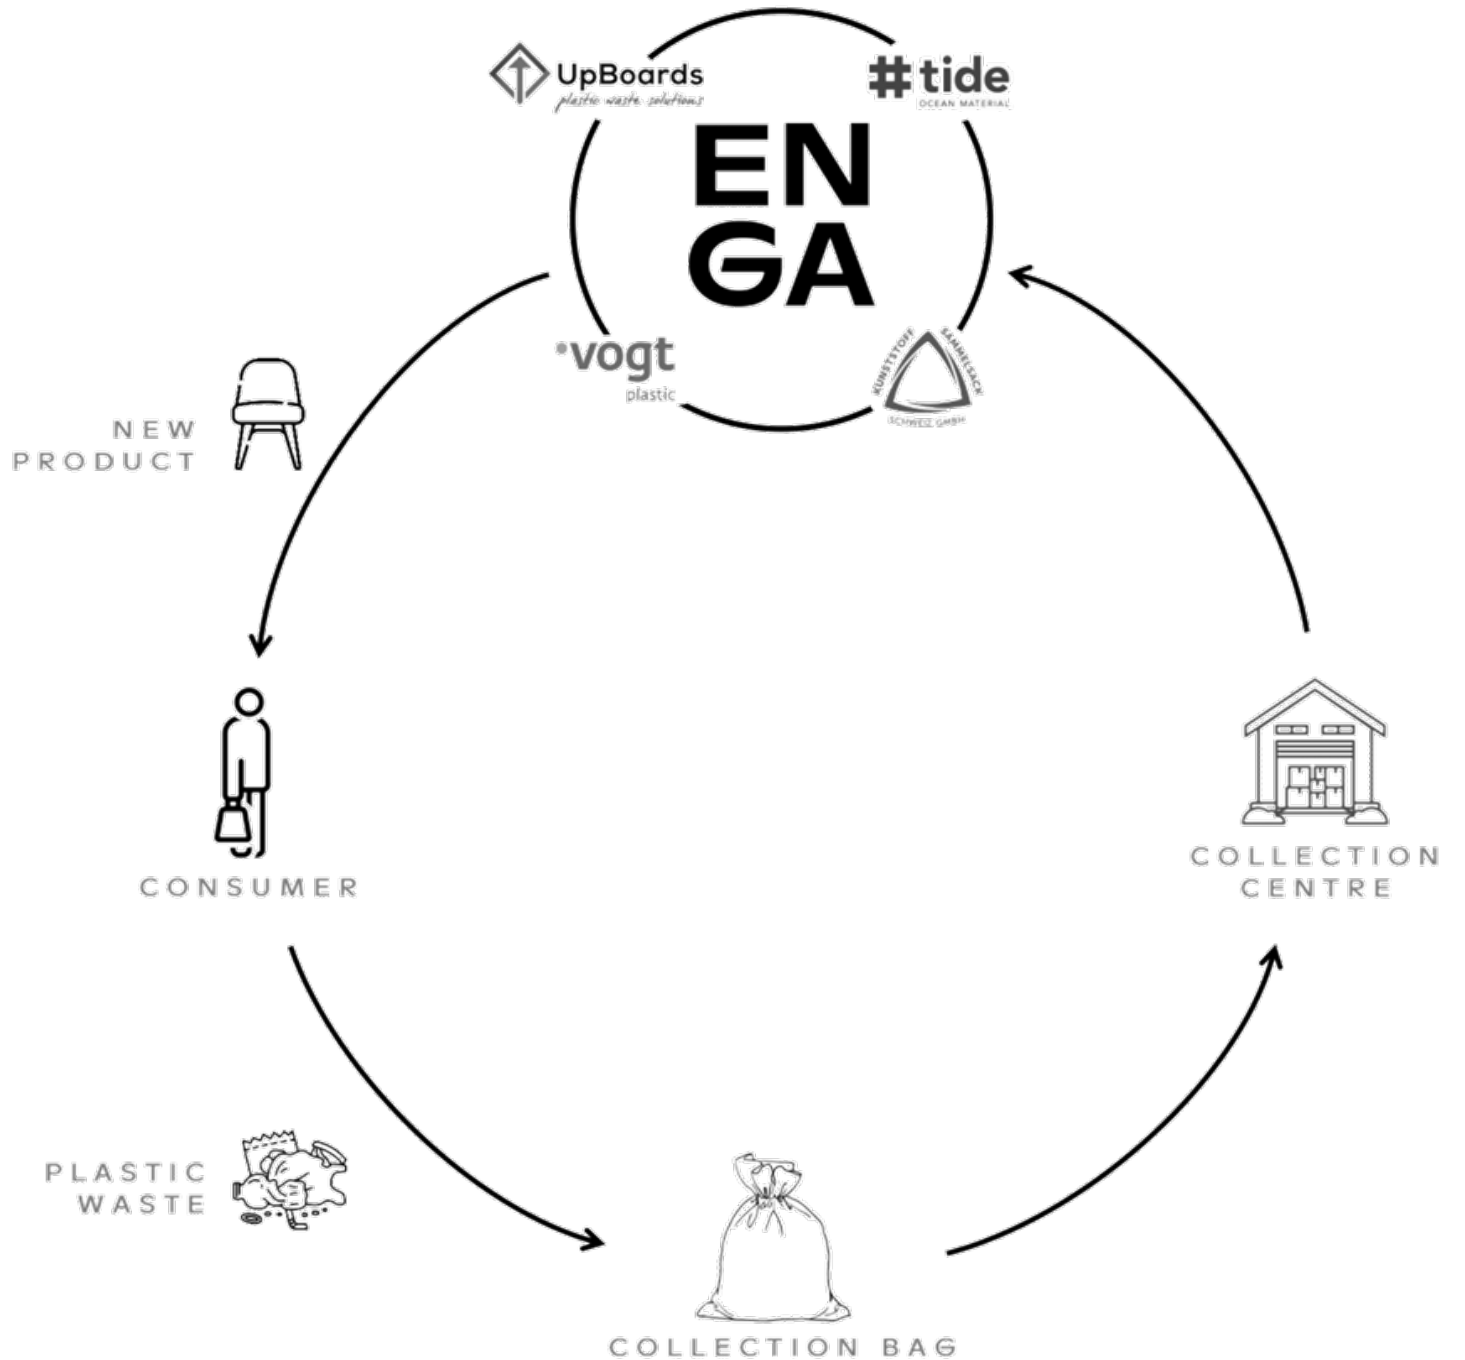 UpBoards
plastic waste solutions
#tide
OCEAN MATERIAL
EN
GA
vogt
plastic
KUNSTSTOFF
SAMMELSACK
SCHWEIZ GMBH
NEW
PRODUCT
CONSUMER
COLLECTION
CENTRE
PLASTIC
WASTE
COLLECTION BAG